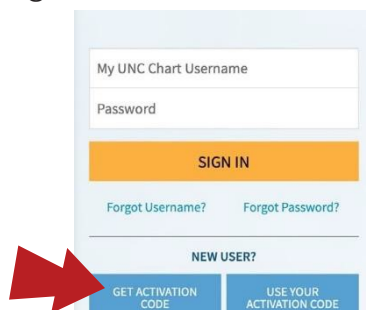 My UNC Chart Username
Password
SIGN IN
Forgot Username? Forgot Password?
NEW USER?
GET ACTIVATION CODE
USE YOUR ACTIVATION CODE